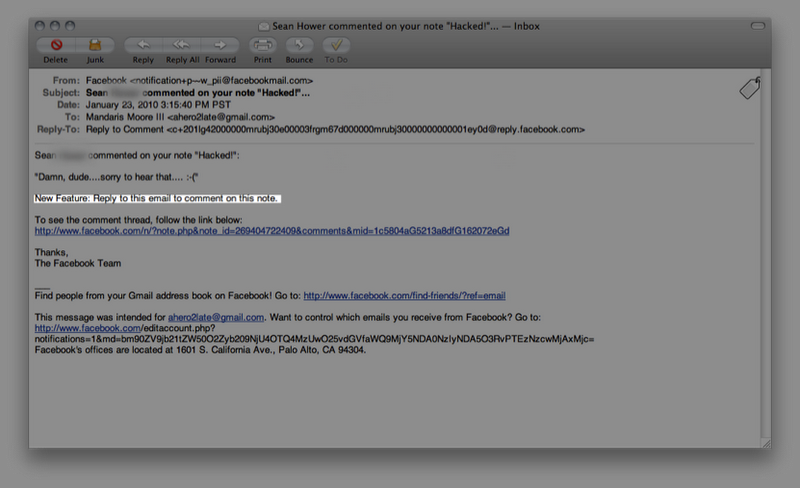 Sean Hower commented on your note "Hacked!"... — Inbox
Delete Junk Reply Reply All Forward Print Bounce To Do
From: Facebook <notification+p~w_pii@facebookmail.com>
Subject: Sean commented on your note "Hacked!"...
Date: January 23, 2010 3:15:40 PM PST
To: Mandaris Moore III <ahero2late@gmail.com>
Reply-To: Reply to Comment <c+201lg42000000mrubj30e00003frgm67d000000mrubj30000000000001ey0d@reply.facebook.com>
Sean commented on your note "Hacked!":
"Damn, dude....sorry to hear that.... :-("
New Feature: Reply to this email to comment on this note.
To see the comment thread, follow the link below:
http://www.facebook.com/n/?note.php&note_id=269404722409&comments&mid=1c5804aG5213a8dfG162072eGd
Thanks,
The Facebook Team
___
Find people from your Gmail address book on Facebook! Go to: http://www.facebook.com/find-friends/?ref=email
This message was intended for ahero2late@gmail.com. Want to control which emails you receive from Facebook? Go to:
http://www.facebook.com/editaccount.php?
notifications=1&md=bm90ZV9jb21tZW50O2Zyb209NjU4OTQ4MzUwO25vdGVfaWQ9MjY5NDA0NzIyNDA5O3RvPTEzNzcwMjAxMjc=
Facebook's offices are located at 1601 S. California Ave., Palo Alto, CA 94304.